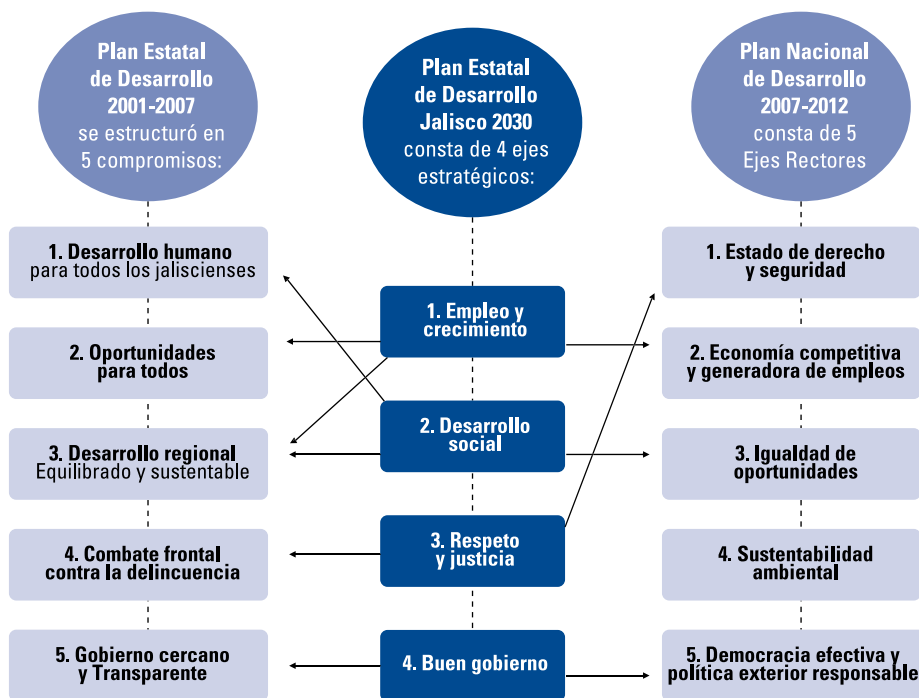 Plan Estatal
de Desarrollo
2001-2007
se estructuró en
5 compromisos:
1. Desarrollo humano
para todos los jaliscienses
2. Oportunidades
para todos
3. Desarrollo regional
Equilibrado y sustentable
4. Combate frontal
contra la delincuencia
5. Gobierno cercano
y Transparente
Plan Estatal
de Desarrollo
Jalisco 2030
consta de 4 ejes
estratégicos:
1. Empleo y
crecimiento
2. Desarrollo
social
3. Respeto
y justicia
4. Buen gobierno
Plan Nacional
de Desarrollo
2007-2012
consta de 5
Ejes Rectores
1. Estado de derecho
y seguridad
2. Economía competitiva
y generadora de empleos
3. Igualdad de
oportunidades
4. Sustentabilidad
ambiental
5. Democracia efectiva y
política exterior responsable